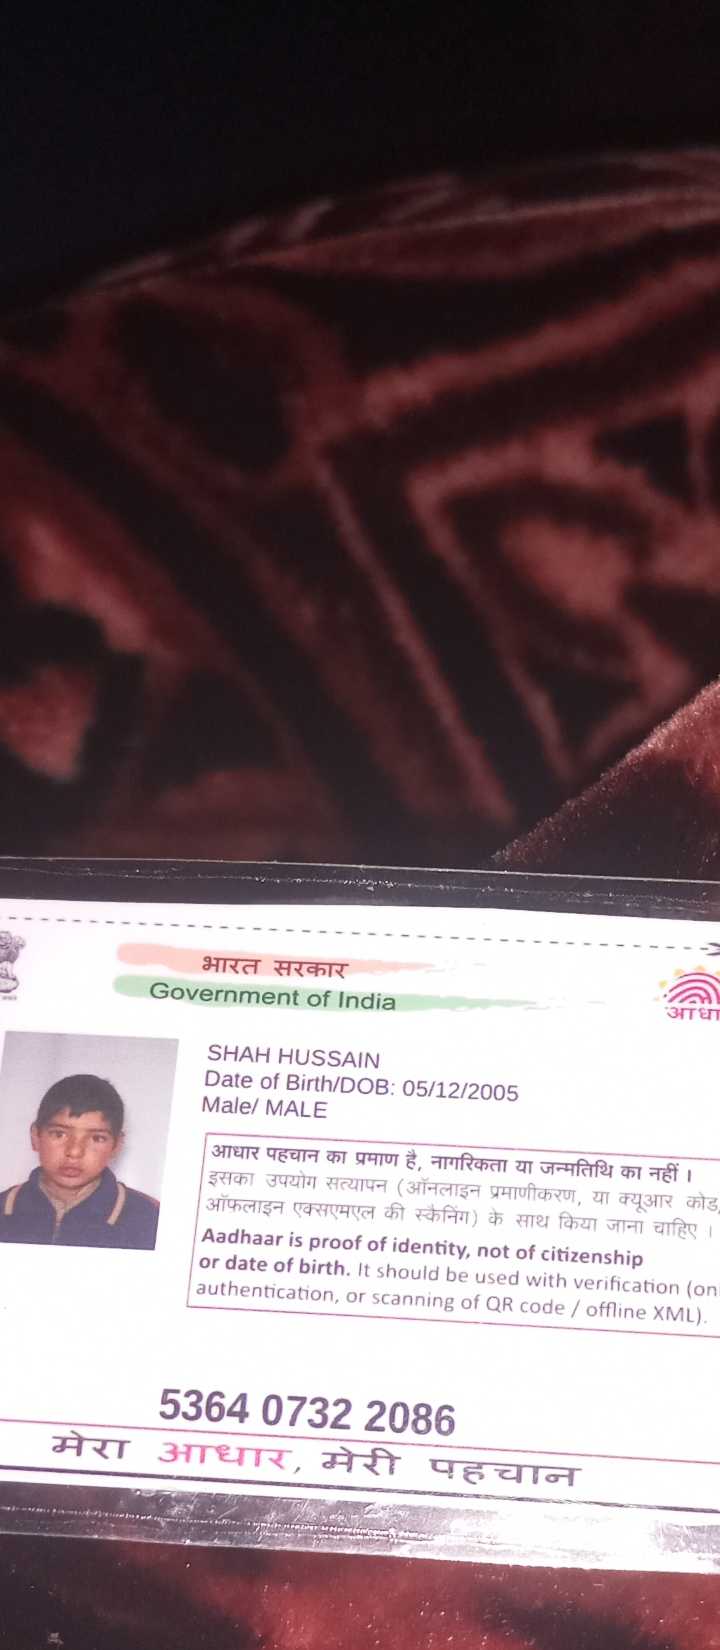 भारत सरकार
Government of India
आधा
SHAH HUSSAIN
Date of Birth/DOB: 05/12/2005
Male/ MALE
आधार पहचान का प्रमाण है, नागरिकता या जन्मतिथि का नहीं ।
इसका उपयोग सत्यापन (ऑनलाइन प्रमाणीकरण, या क्यूआर कोड,
ऑफलाइन एक्सएमएल की स्कैनिंग) के साथ किया जाना चाहिए ।
Aadhaar is proof of identity, not of citizenship
or date of birth. It should be used with verification (on
authentication, or scanning of QR code / offline XML).
5364 0732 2086
मेरा आधार, मेरी पहचान